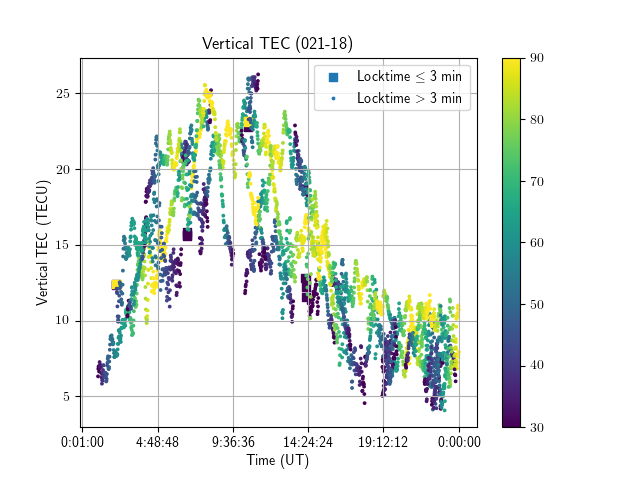 Vertical TEC (021-18)
Locktime ≤ 3 min
Locktime > 3 min
Vertical TEC (TECU)
25
20
15
10
5
0:01:00 4:48:48 9:36:36 14:24:24 19:12:12 0:00:00
Time (UT)
90
80
70
60
50
40
30